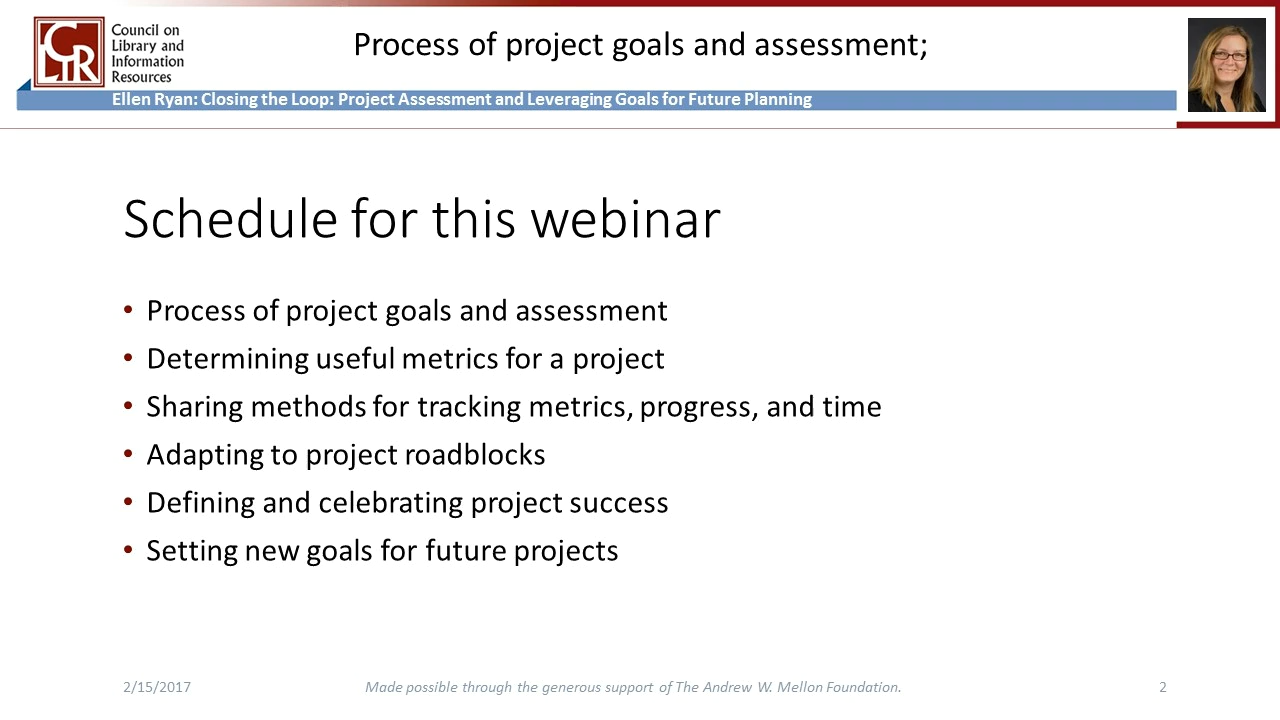 CLIR
Council on
Library and
Information
Resources
Process of project goals and assessment;
Ellen Ryan: Closing the Loop: Project Assessment and Leveraging Goals for Future Planning
Schedule for this webinar
• Process of project goals and assessment
• Determining useful metrics for a project
• Sharing methods for tracking metrics, progress, and time
• Adapting to project roadblocks
• Defining and celebrating project success
• Setting new goals for future projects
2/15/2017
Made possible through the generous support of The Andrew W. Mellon Foundation.
2